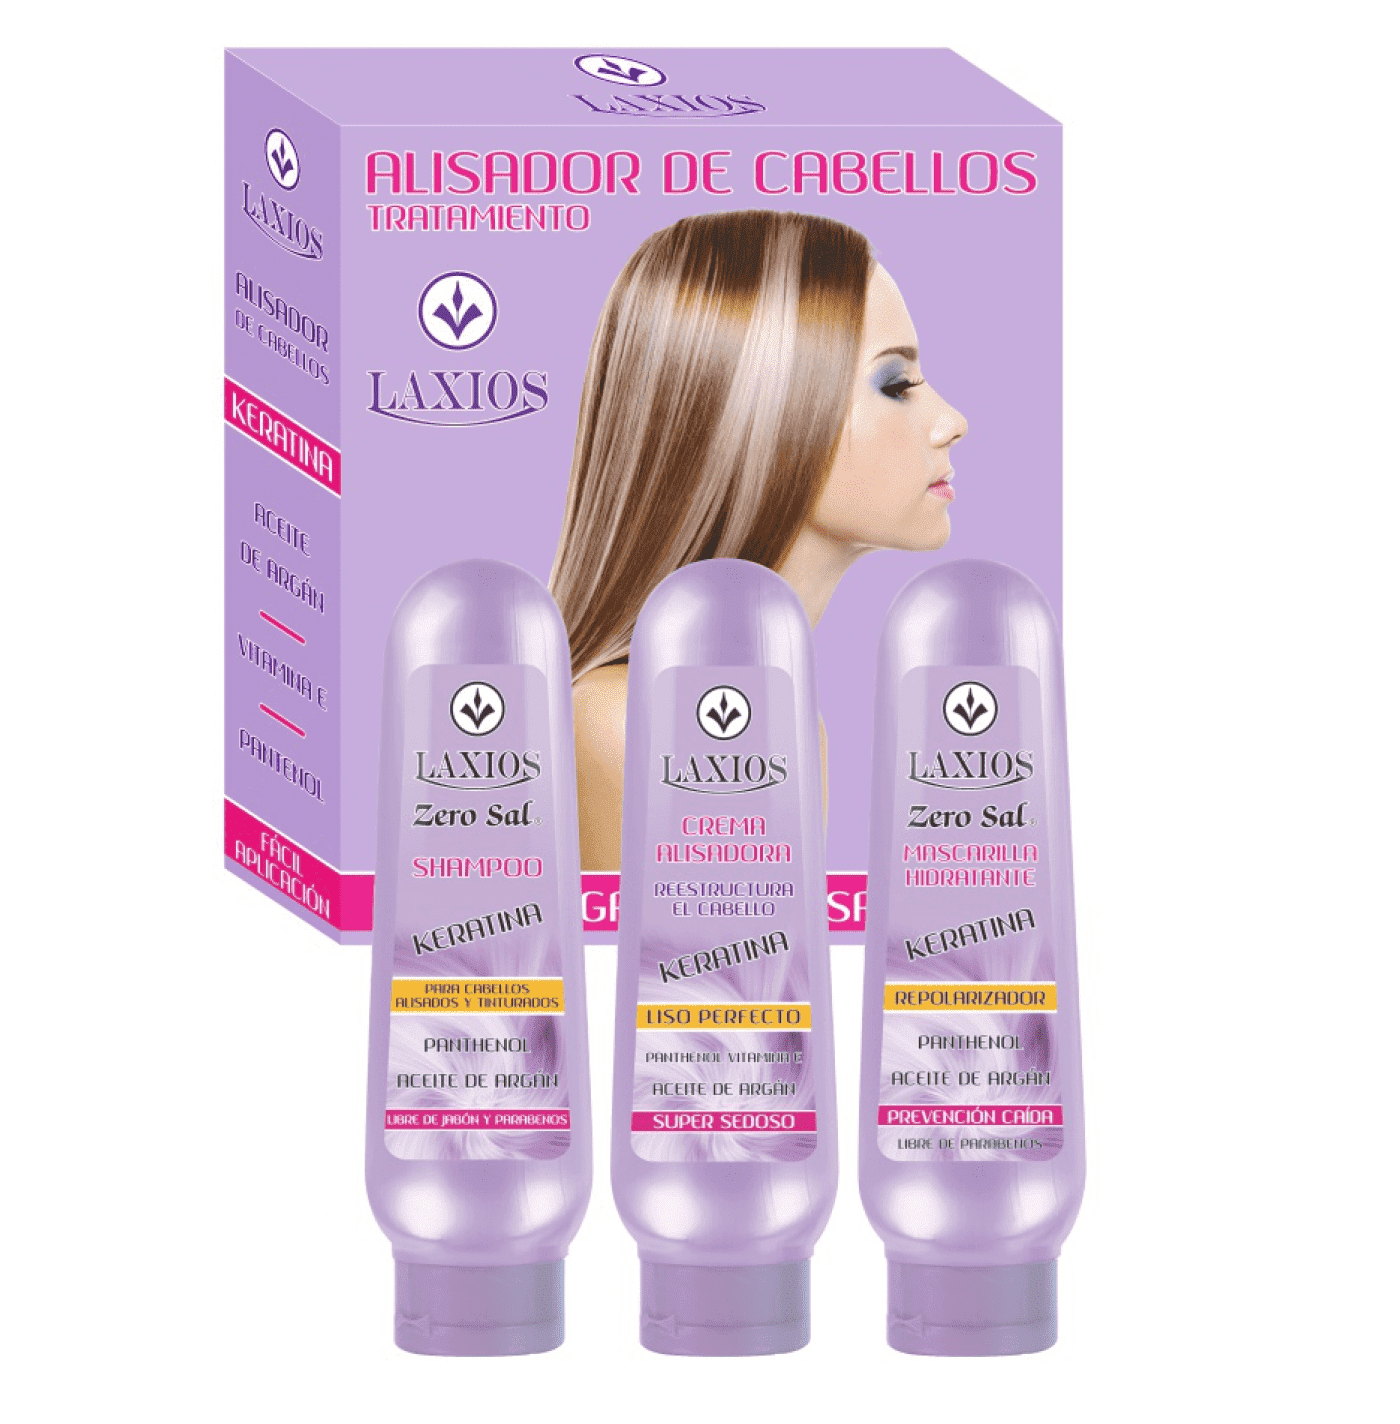 LAXIOS
ALISADOR DE CABELLOS
TRATAMIENTO
LAXIOS
LAXIOS
ALISADOR
DE CABELLOS
KERATINA
ACEITE
DE ARGÁN
VITAMINA E
PANTENOL
FÁCIL
APLICACIÓN
LAXIOS
Zero Sal
SHAMPOO
KERATINA
PARA CABELLOS
ALISADOS Y TINTURADOS
PANTHENOL
ACEITE DE ARGÁN
LIBRE DE JABÓN Y PARABENOS
LAXIOS
CREMA
ALISADORA
REESTRUCTURA
EL CABELLO
KERATINA
LISO PERFECTO
PANTHENOL VITAMINA E
ACEITE DE ARGÁN
SUPER SEDOSO
LAXIOS
Zero Sal
MASCARILLA
HIDRATANTE
KERATINA
REPOLARIZADOR
PANTHENOL
ACEITE DE ARGÁN
PREVENCIÓN CAÍDA
LIBRE DE PARABENOS